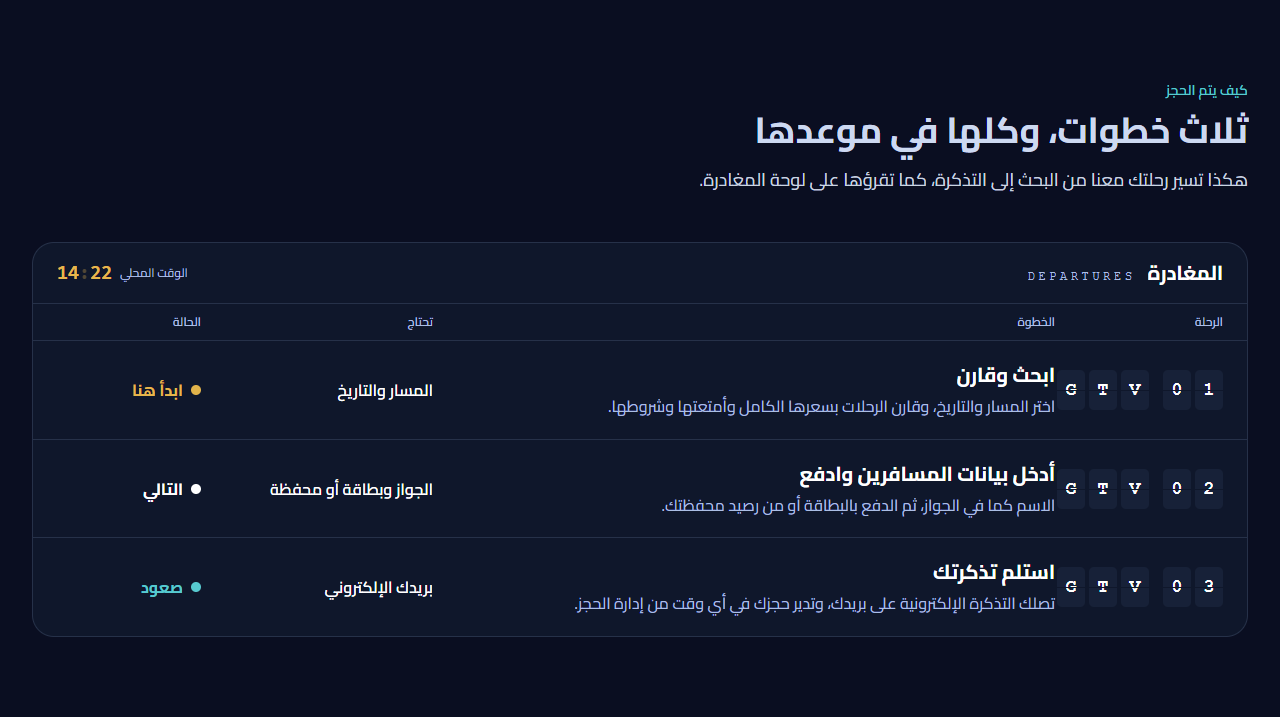 كيف يتم الحجز
ثلاث خطوات، وكلها في موعدها
هكذا تسير رحلتك معنا من البحث إلى التذكرة، كما تقرؤها على لوحة المغادرة.
المغادرة DEPARTURES الوقت المحلي 14:22
الرحلة الخطوة تحتاج الحالة
GTV 01 ابحث وقارن المسار والتاريخ ابدأ هنا
اختر المسار والتاريخ، وقارن الرحلات بسعرها الكامل وأمتعتها وشروطها.
GTV 02 أدخل بيانات المسافرين وادفع الجواز وبطاقة أو محفظة التالي
الاسم كما في الجواز، ثم الدفع بالبطاقة أو من رصيد محفظتك.
GTV 03 استلم تذكرتك بريدك الإلكتروني صعود
تصلك التذكرة الإلكترونية على بريدك، وتدير حجزك في أي وقت من إدارة الحجز.